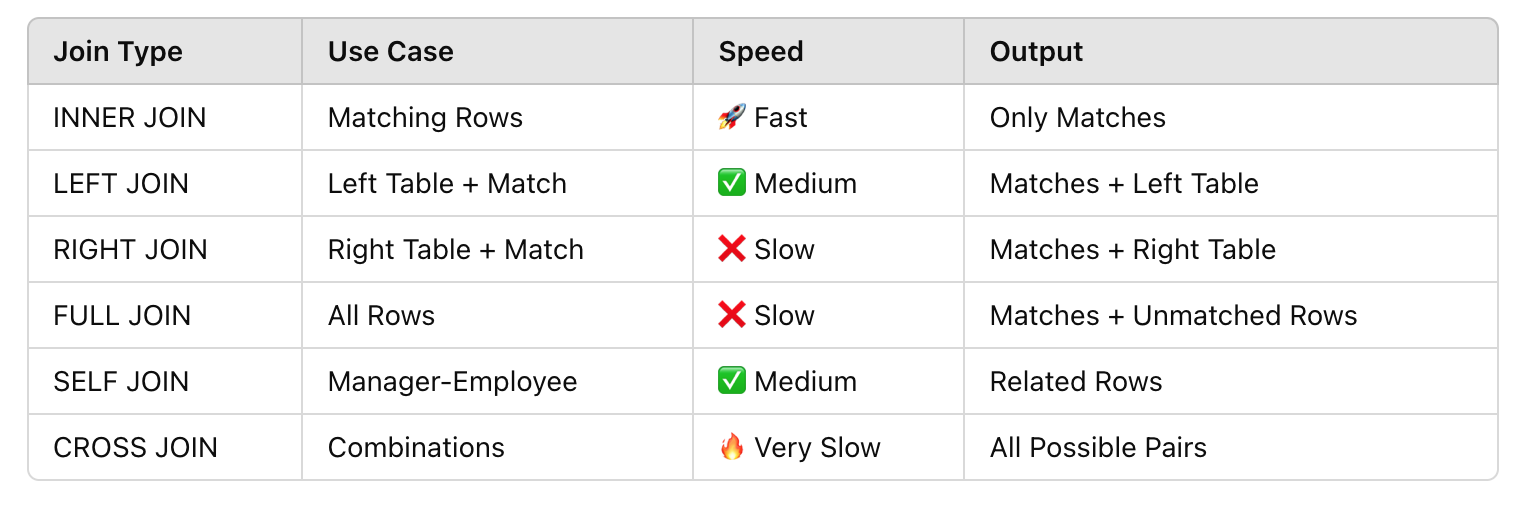 Join Type Use Case Speed Output
INNER JOIN Matching Rows 🚀 Fast Only Matches
LEFT JOIN Left Table + Match ✅ Medium Matches + Left Table
RIGHT JOIN Right Table + Match ❌ Slow Matches + Right Table
FULL JOIN All Rows ❌ Slow Matches + Unmatched Rows
SELF JOIN Manager-Employee ✅ Medium Related Rows
CROSS JOIN Combinations 🔥 Very Slow All Possible Pairs